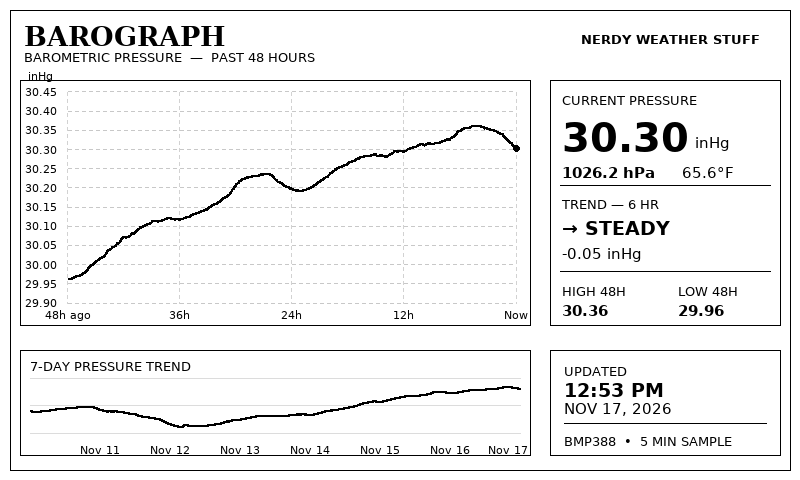 BAROGRAPH
BAROMETRIC PRESSURE — PAST 48 HOURS
NERDY WEATHER STUFF
inHg
30.45
30.40
30.35
30.30
30.25
30.20
30.15
30.10
30.05
30.00
29.95
29.90
48h ago 36h 24h 12h Now
CURRENT PRESSURE
30.30 inHg
1026.2 hPa 65.6°F
TREND — 6 HR
→ STEADY
-0.05 inHg
HIGH 48H LOW 48H
30.36 29.96
7-DAY PRESSURE TREND
Nov 11 Nov 12 Nov 13 Nov 14 Nov 15 Nov 16 Nov 17
UPDATED
12:53 PM
NOV 17, 2026
BMP388 • 5 MIN SAMPLE